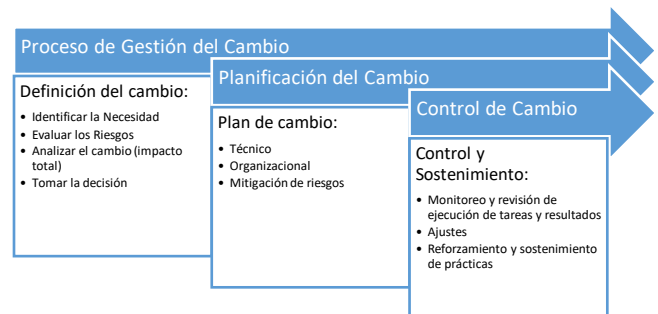 Proceso de Gestión del Cambio
Definición del cambio:
• Identificar la Necesidad
• Evaluar los Riesgos
• Analizar el cambio (impacto
total)
• Tomar la decisión
Planificación del Cambio
Plan de cambio:
• Técnico
• Organizacional
• Mitigación de riesgos
Control de Cambio
Control y
Sostenimiento:
• Monitoreo y revisión de
ejecución de tareas y resultados
• Ajustes
• Reforzamiento y sostenimiento
de prácticas